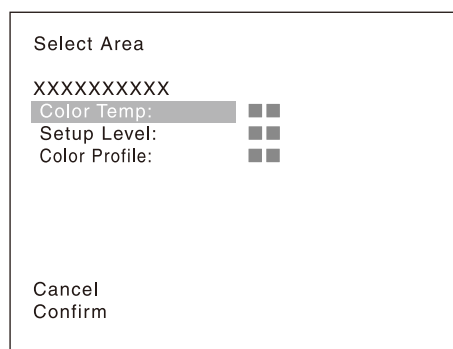 Select Area
XXXXXXXXXX
Color Temp: ■■
Setup Level: ■■
Color Profile: ■■
Cancel
Confirm